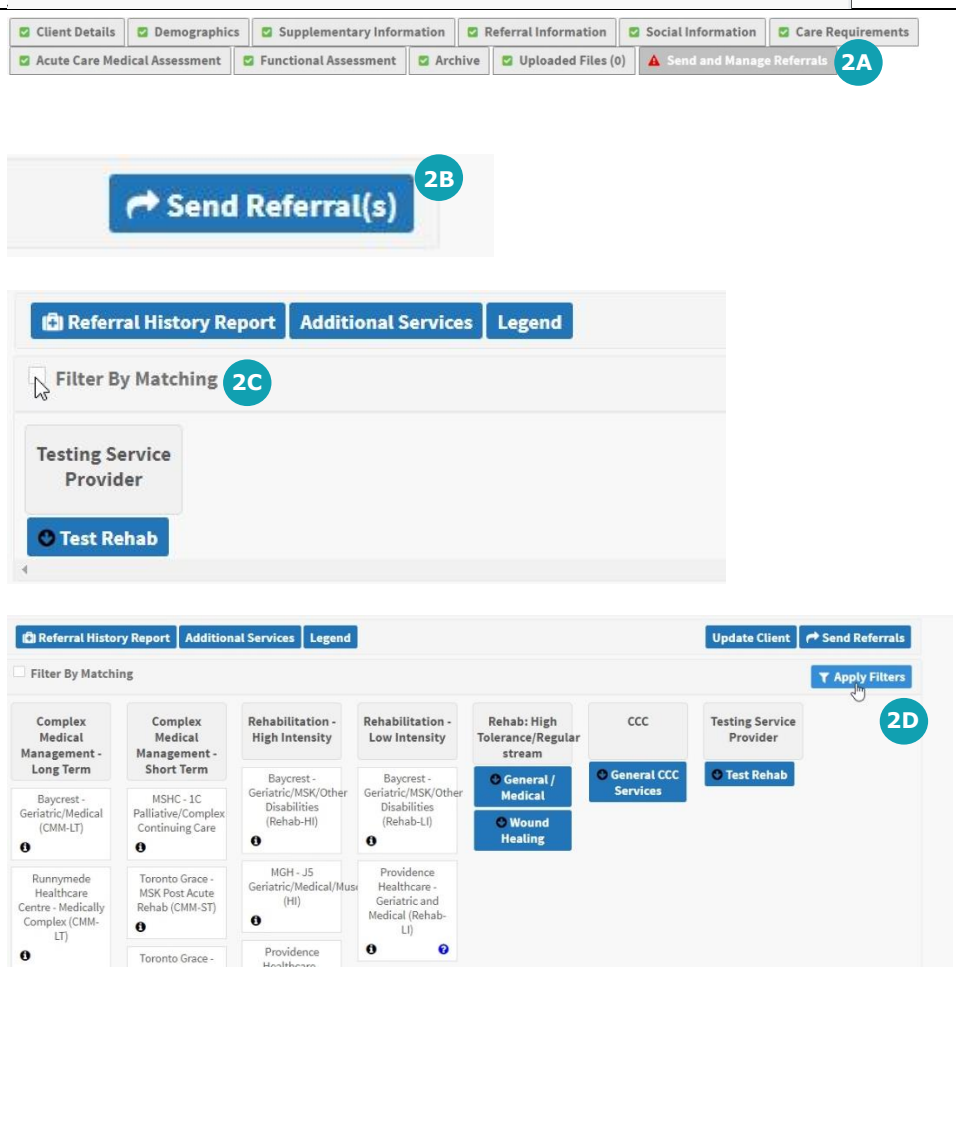 Client Details Demographics Supplementary Information Referral Information Social Information Care Requirements
Acute Care Medical Assessment Functional Assessment Archive Uploaded Files (0) Send and Manage Referrals 2A
2B
Send Referral(s)
Referral History Report Additional Services Legend
Filter By Matching 2C
Testing Service
Provider
Test Rehab
Referral History Report Additional Services Legend Update Client Send Referrals
Filter By Matching Apply Filters
2D
Complex
Medical
Management -
Long Term
Baycrest -
Geriatric/Medical
(CMM-LT)
Runnymede
Healthcare
Centre - Medically
Complex (CMM-
LT)
Complex
Medical
Management -
Short Term
MSHC - 1C
Palliative/Complex
Continuing Care
Toronto Grace -
MSK Post Acute
Rehab (CMM-ST)
Toronto Grace -
Rehabilitation -
High Intensity
Baycrest -
Geriatric/MSK/Other
Disabilities
(Rehab-HI)
MGH - J5
Geriatric/Medical/Mus
(HI)
Providence
Healthcare
Rehabilitation -
Low Intensity
Baycrest -
Geriatric/MSK/Other
Disabilities
(Rehab-LI)
Providence
Healthcare -
Geriatric and
Medical (Rehab-
LI)
Rehab: High
Tolerance/Regular
stream
General /
Medical
Wound
Healing
CCC
General CCC
Services
Testing Service
Provider
Test Rehab